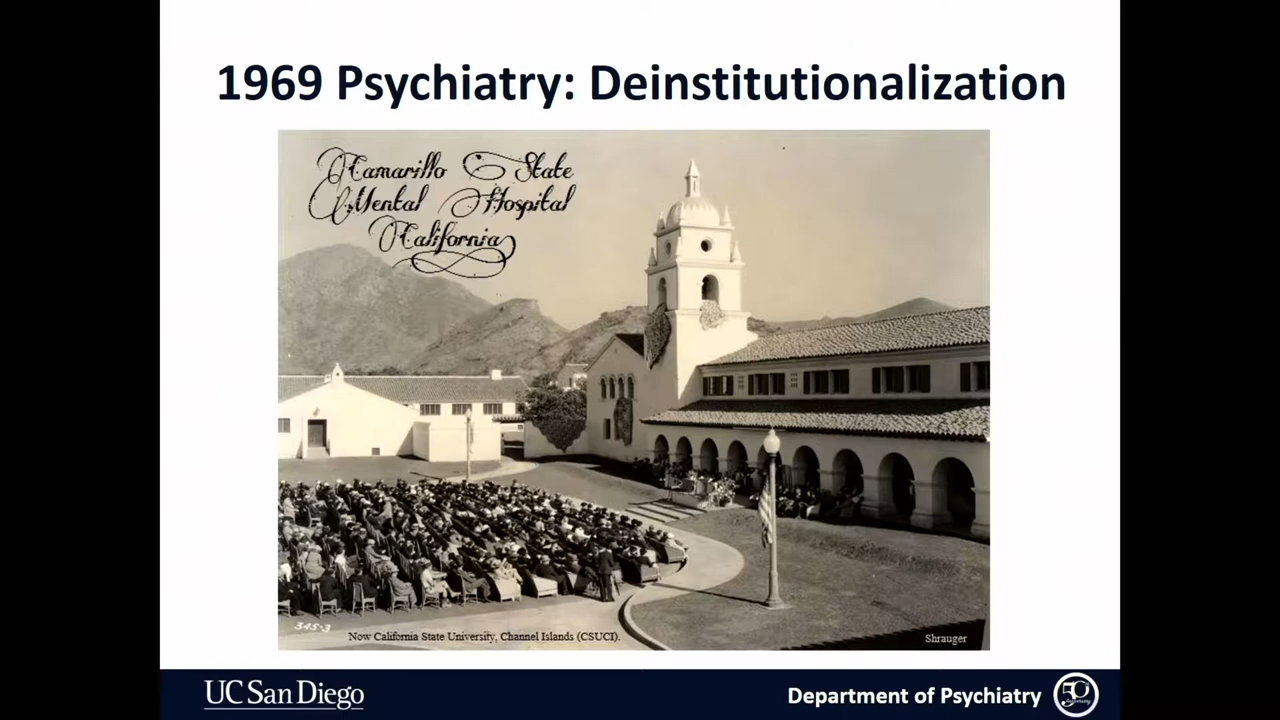 1969 Psychiatry: Deinstitutionalization
Camarillo State
Mental Hospital
California
345-3
Now California State University, Channel Islands (CSUCI).
Shrauger
UC San Diego
Department of Psychiatry
50